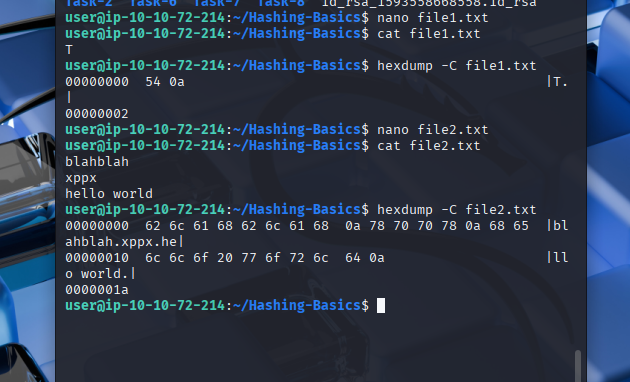 Task-2  Task-6  Task-7  Task-8  id_rsa_1593558668558.id_rsa
user@ip-10-10-72-214:~/Hashing-Basics$ nano file1.txt
user@ip-10-10-72-214:~/Hashing-Basics$ cat file1.txt
T
user@ip-10-10-72-214:~/Hashing-Basics$ hexdump -C file1.txt
00000000  54 0a                                             |T.
|
00000002
user@ip-10-10-72-214:~/Hashing-Basics$ nano file2.txt
user@ip-10-10-72-214:~/Hashing-Basics$ cat file2.txt
blahblah
xppx
hello world
user@ip-10-10-72-214:~/Hashing-Basics$ hexdump -C file2.txt
00000000  62 6c 61 68 62 6c 61 68  0a 78 70 70 78 0a 68 65  |bl
ahblah.xppx.he|
00000010  6c 6c 6f 20 77 6f 72 6c  64 0a                    |ll
o world.|
0000001a
user@ip-10-10-72-214:~/Hashing-Basics$